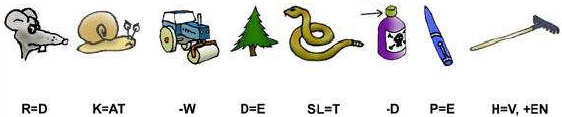 R=D K=AT -W D=E SL=T -D P=E H=V, +EN